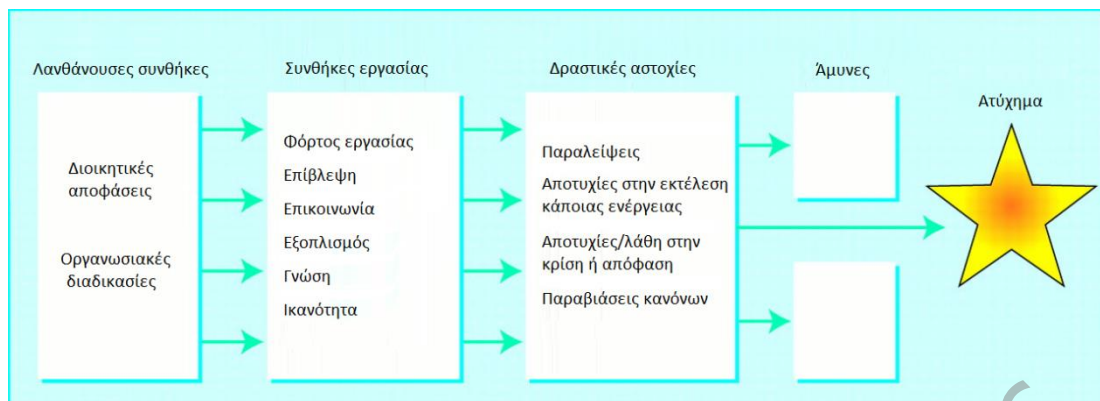 Λανθάνουσες συνθήκες
Διοικητικές
αποφάσεις
Οργανωσιακές
διαδικασίες
Συνθήκες εργασίας
Φόρτος εργασίας
Επίβλεψη
Επικοινωνία
Εξοπλισμός
Γνώση
Ικανότητα
Δραστικές αστοχίες
Παραλείψεις
Αποτυχίες στην εκτέλεση
κάποιας ενέργειας
Αποτυχίες/λάθη στην
κρίση ή απόφαση
Παραβιάσεις κανόνων
Άμυνες
Ατύχημα